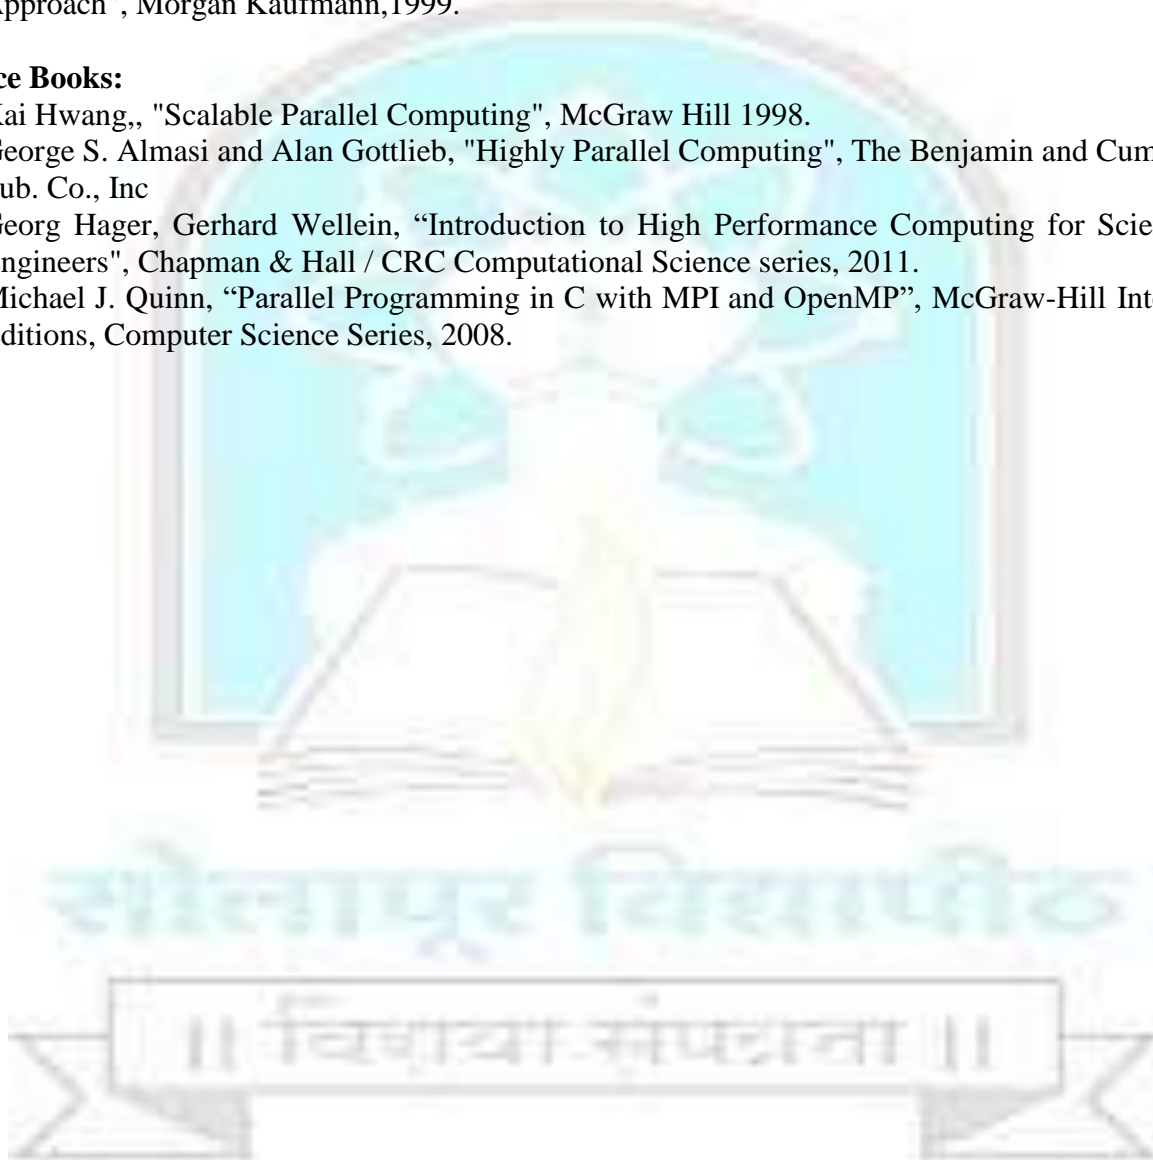 Approach", Morgan Kaufmann,1999.
ce Books:
Kai Hwang,, "Scalable Parallel Computing", McGraw Hill 1998.
George S. Almasi and Alan Gottlieb, "Highly Parallel Computing", The Benjamin and Cum
ub. Co., Inc
Georg Hager, Gerhard Wellein, “Introduction to High Performance Computing for Scie
ngineers", Chapman & Hall / CRC Computational Science series, 2011.
Michael J. Quinn, “Parallel Programming in C with MPI and OpenMP”, McGraw-Hill Inte
ditions, Computer Science Series, 2008.
सोलापूर विद्यापीठ
|| विद्यया संपन्नता ||